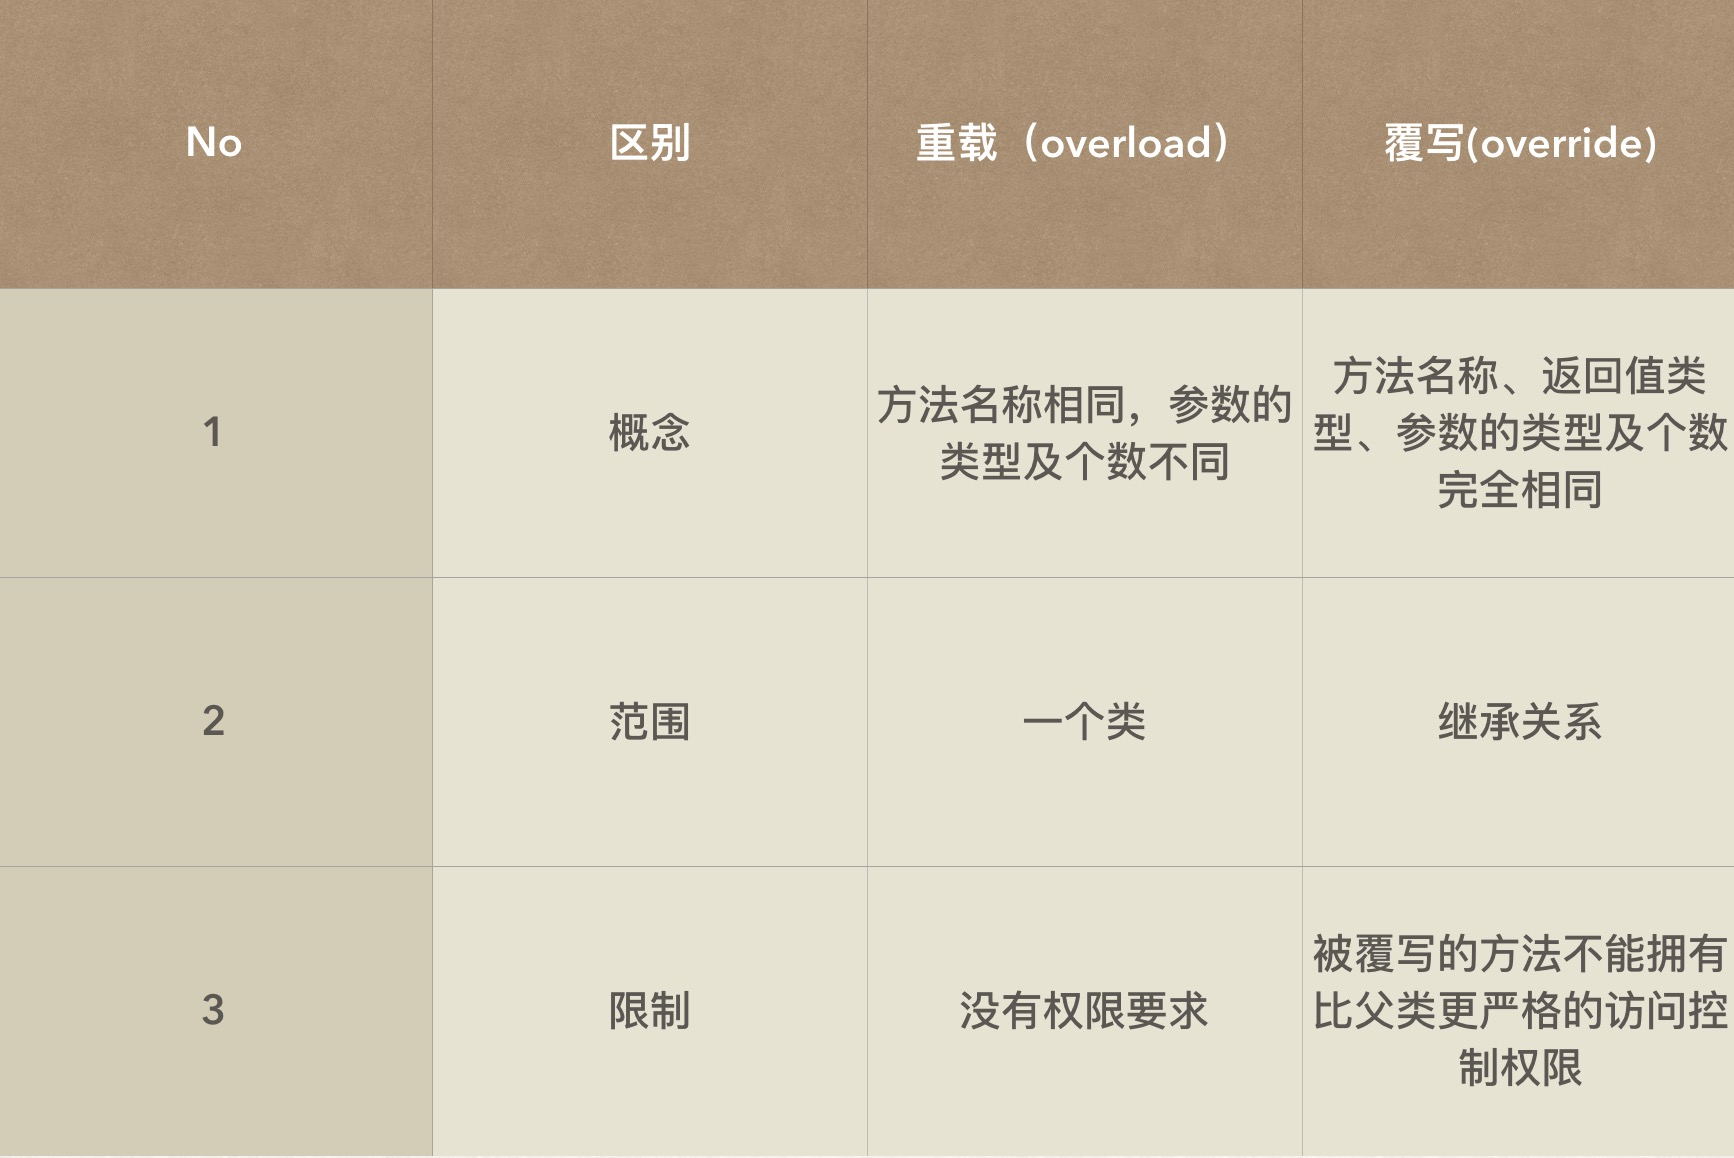 No
区别
重载（overload）
覆写(override)
1
概念
方法名称相同，参数的
类型及个数不同
方法名称、返回值类
型、参数的类型及个数
完全相同
2
范围
一个类
继承关系
3
限制
没有权限要求
被覆写的方法不能拥有
比父类更严格的访问控
制权限